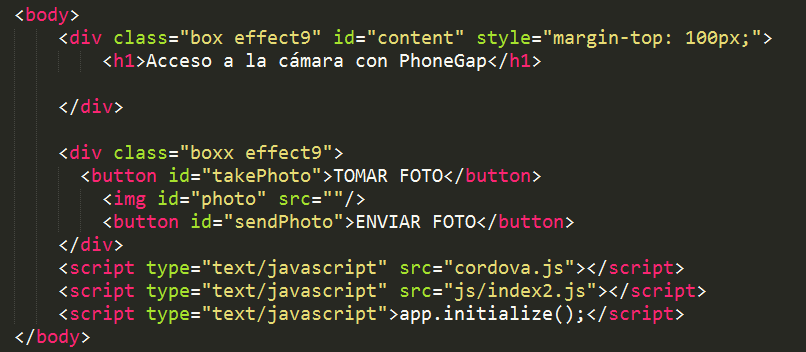 <body>
<div class="box effect9" id="content" style="margin-top: 100px;">
<h1>Acceso a la cámara con PhoneGap</h1>
</div>
<div class="boxx effect9">
<button id="takePhoto">TOMAR FOTO</button>
<img id="photo" src=""/>
<button id="sendPhoto">ENVIAR FOTO</button>
</div>
<script type="text/javascript" src="cordova.js"></script>
<script type="text/javascript" src="js/index2.js"></script>
<script type="text/javascript">app.initialize();</script>
</body>